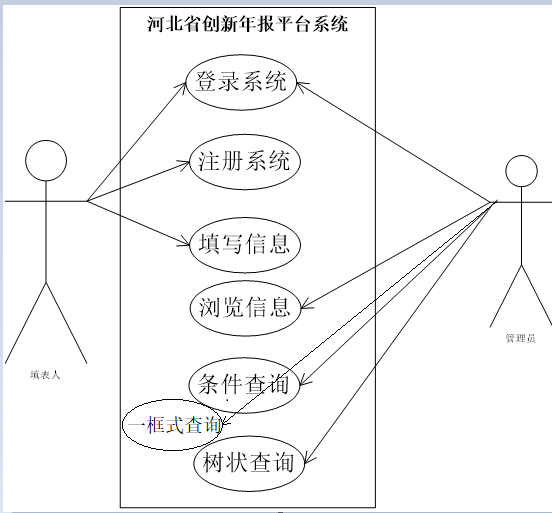 河北省创新年报平台系统
登录系统
注册系统
填写信息
浏览信息
条件查询
一框式查询
树状查询
填表人
管理员